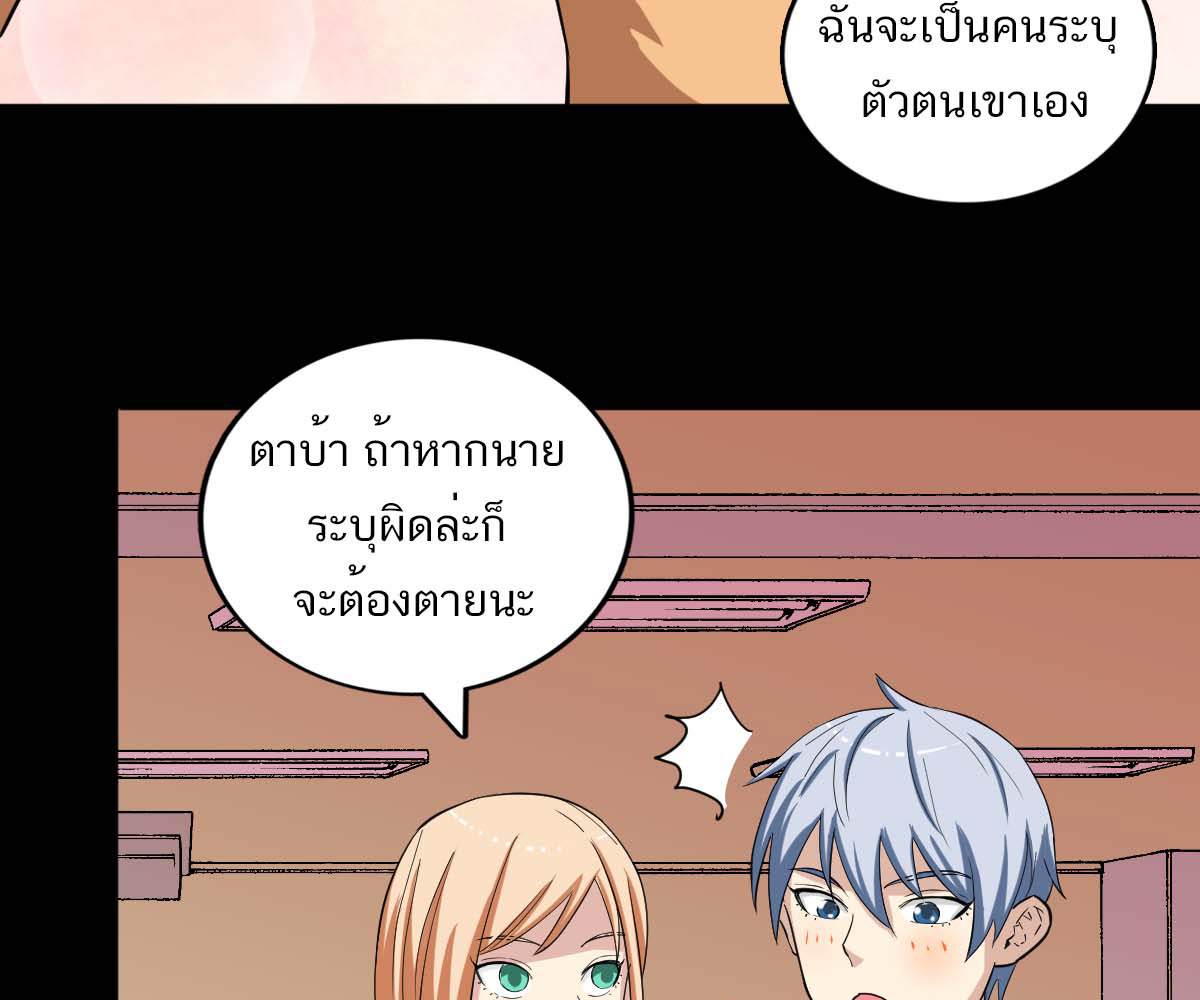 ฉันจะเป็นคนระบุ
ตัวตนเขาเอง
ตาบ้า ถ้าหากนาย
ระบุผิดล่ะก็
จะต้องตายนะ